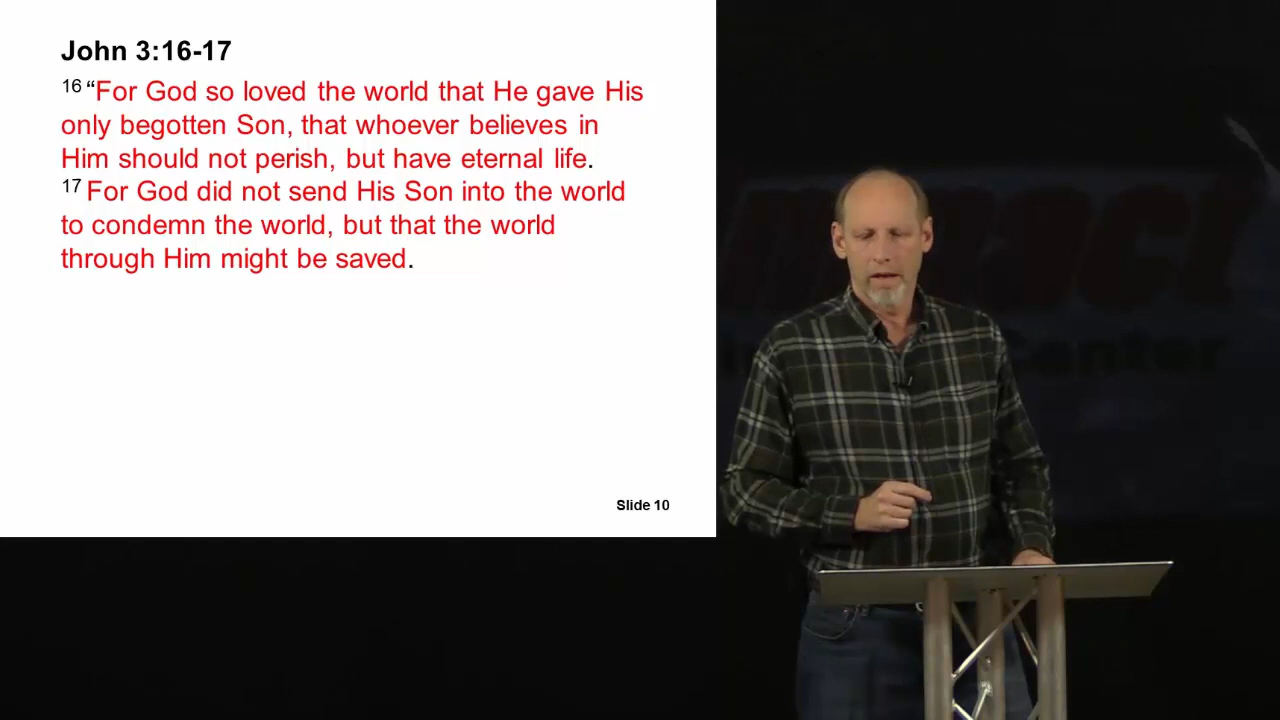 John 3:16-17
16 “For God so loved the world that He gave His
only begotten Son, that whoever believes in
Him should not perish, but have eternal life.
17 For God did not send His Son into the world
to condemn the world, but that the world
through Him might be saved.
Slide 10
Center